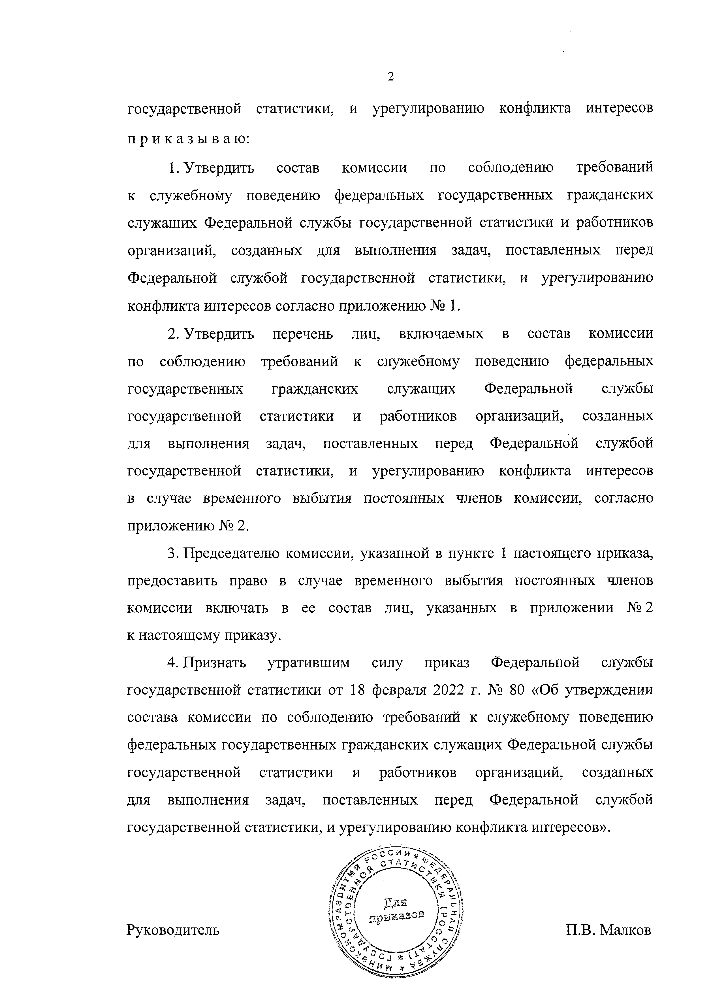 2
государственной статистики, и урегулированию конфликта интересов
п р и к а з ы в а ю:
1. Утвердить состав комиссии по соблюдению требований
к служебному поведению федеральных государственных гражданских
служащих Федеральной службы государственной статистики и работников
организаций, созданных для выполнения задач, поставленных перед
Федеральной службой государственной статистики, и урегулированию
конфликта интересов согласно приложению № 1.
2. Утвердить перечень лиц, включаемых в состав комиссии
по соблюдению требований к служебному поведению федеральных
государственных гражданских служащих Федеральной службы
государственной статистики и работников организаций, созданных
для выполнения задач, поставленных перед Федеральной службой
государственной статистики, и урегулированию конфликта интересов
в случае временного выбытия постоянных членов комиссии, согласно
приложению № 2.
3. Председателю комиссии, указанной в пункте 1 настоящего приказа,
предоставить право в случае временного выбытия постоянных членов
комиссии включать в ее состав лиц, указанных в приложении № 2
к настоящему приказу.
4. Признать утратившим силу приказ Федеральной службы
государственной статистики от 18 февраля 2022 г. № 80 «Об утверждении
состава комиссии по соблюдению требований к служебному поведению
федеральных государственных гражданских служащих Федеральной службы
государственной статистики и работников организаций, созданных
для выполнения задач, поставленных перед Федеральной службой
государственной статистики, и урегулированию конфликта интересов».
МИНЭКОНОМРАЗВИТИЯ РОССИИ * ФЕДЕРАЛЬНАЯ СЛУЖБА *
ГОСУДАРСТВЕННОЙ СТАТИСТИКИ (РОССТАТ) *
Для
приказов
Руководитель П.В. Малков